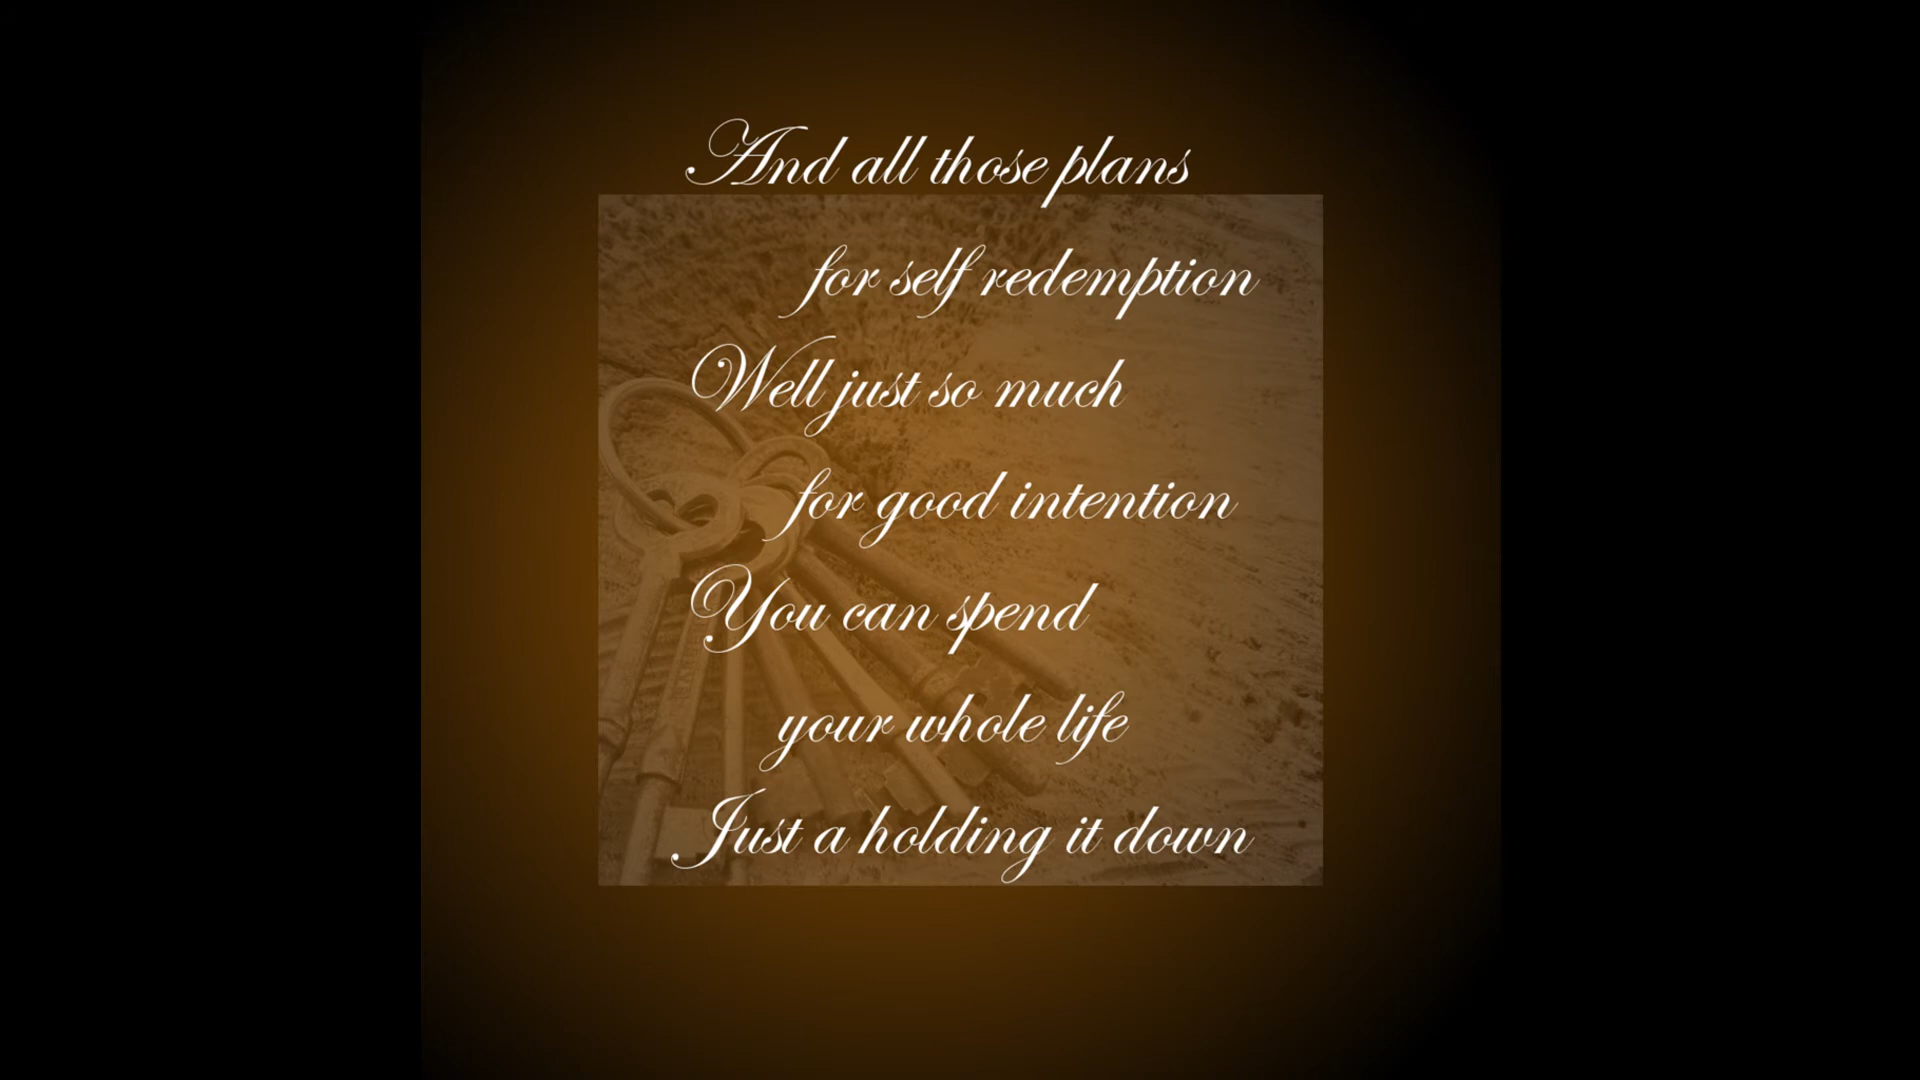 And all those plans
for self redemption
Well just so much
for good intention
You can spend
your whole life
Just a holding it down